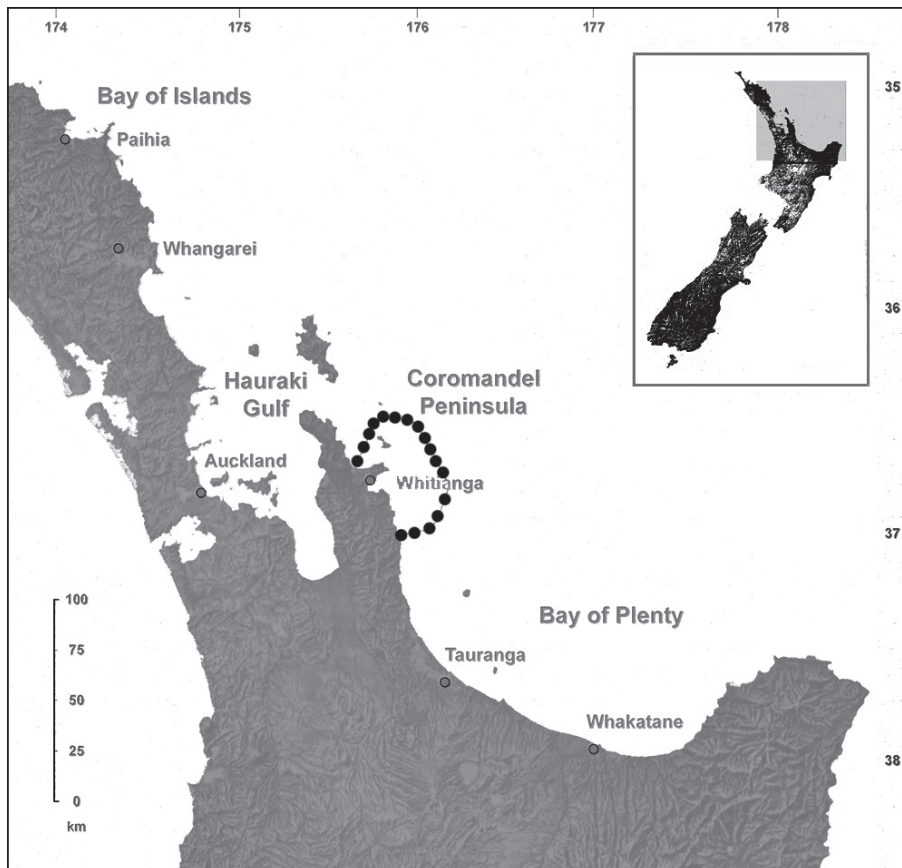 174 175 176 177 178
35
Bay of Islands
Paihia
Whangarei
36
Hauraki
Gulf
Coromandel
Peninsula
Auckland
Whitianga
37
100
75
50
25
0
km
Bay of Plenty
Tauranga
Whakatane
38